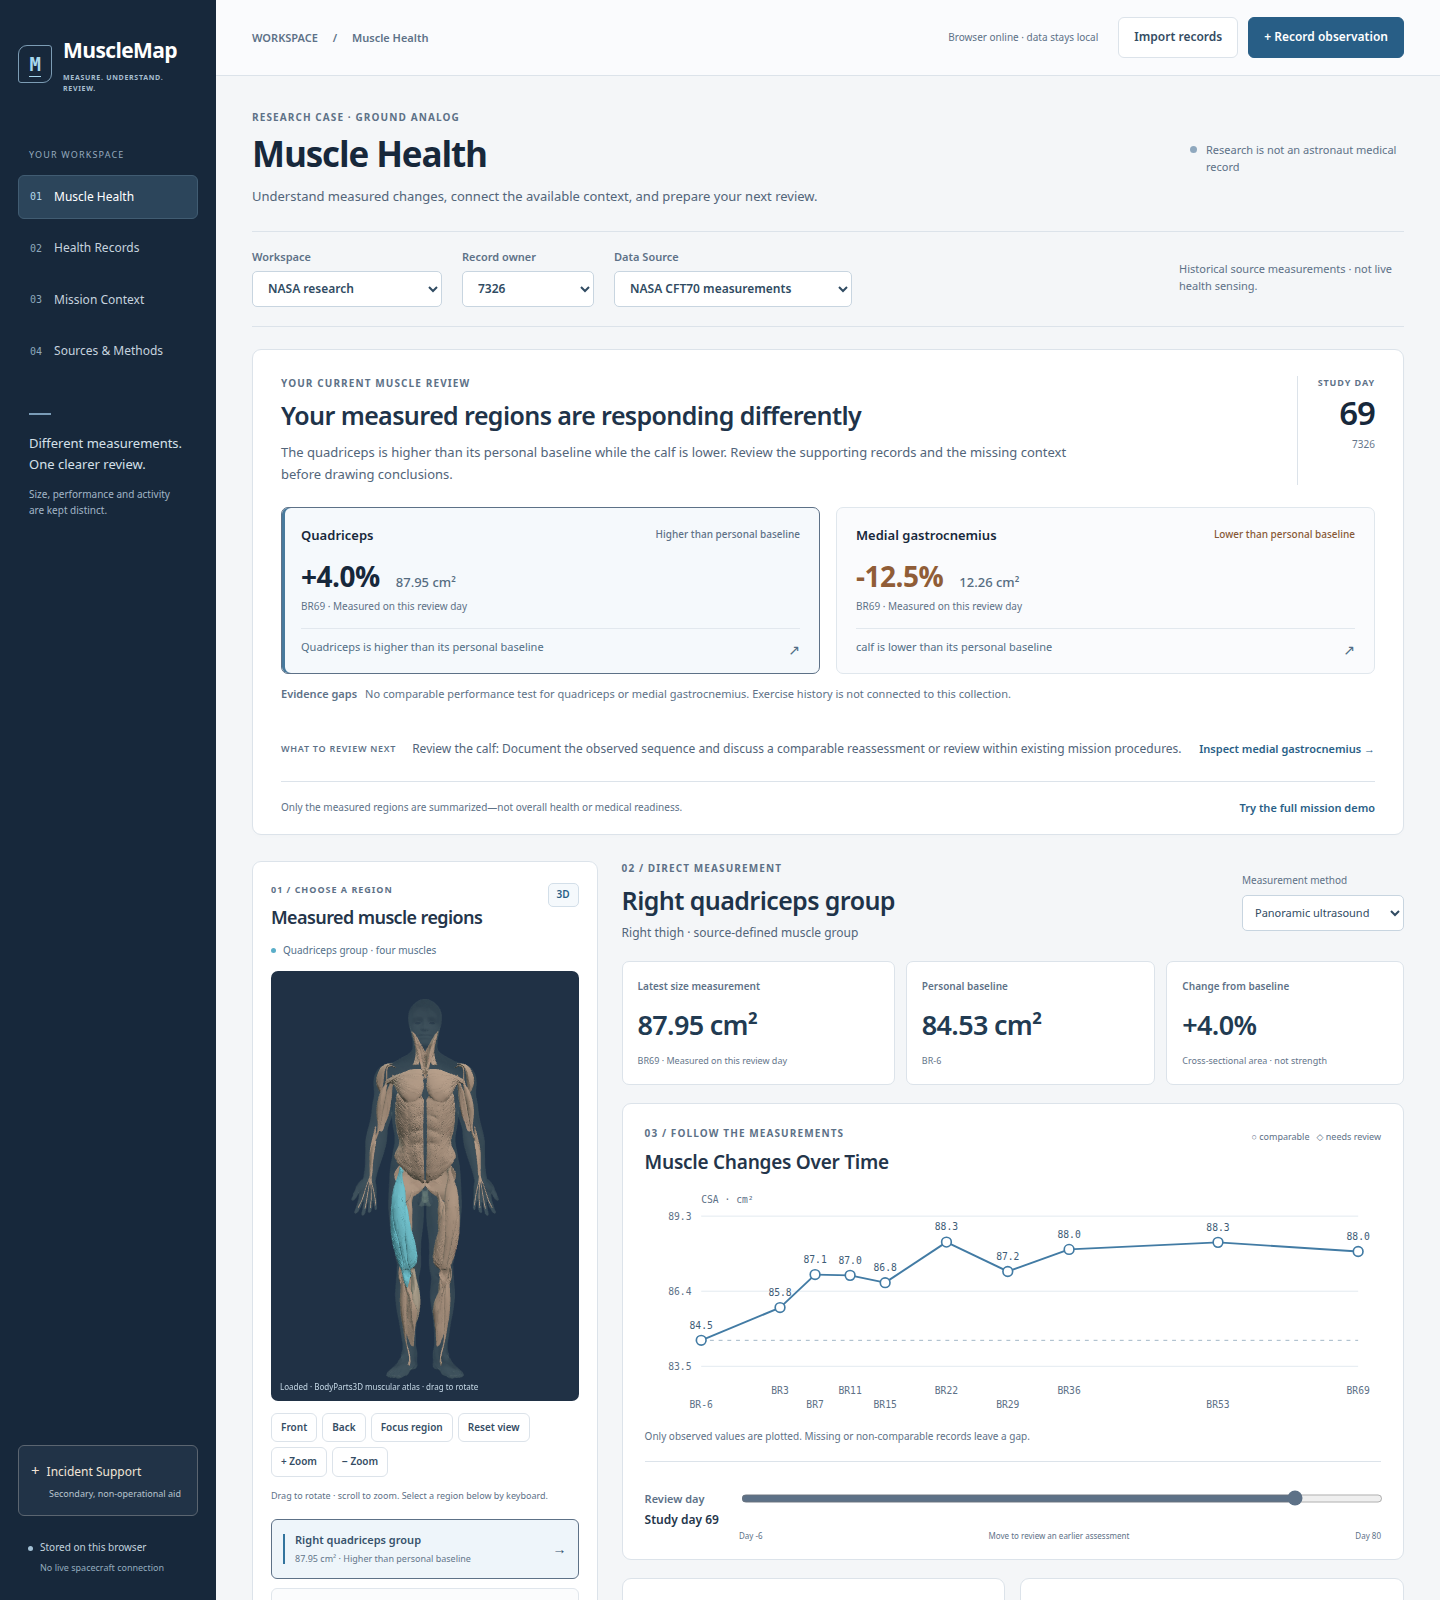 M
MuscleMap
MEASURE. UNDERSTAND.
REVIEW.
YOUR WORKSPACE
01 Muscle Health
02 Health Records
03 Mission Context
04 Sources & Methods
Different measurements.
One clearer review.
Size, performance and activity
are kept distinct.
+ Incident Support
Secondary, non-operational aid
Stored on this browser
No live spacecraft connection
WORKSPACE / Muscle Health
Browser online · data stays local
Import records
+ Record observation
RESEARCH CASE · GROUND ANALOG
Muscle Health
Understand measured changes, connect the available context, and prepare your next review.
Research is not an astronaut medical
record
Workspace
NASA research
Record owner
7326
Data Source
NASA CFT70 measurements
Historical source measurements · not live
health sensing.
YOUR CURRENT MUSCLE REVIEW
Your measured regions are responding differently
The quadriceps is higher than its personal baseline while the calf is lower. Review the supporting records and the missing context
before drawing conclusions.
STUDY DAY
69
7326
Quadriceps
Higher than personal baseline
+4.0% 87.95 cm²
BR69 · Measured on this review day
Quadriceps is higher than its personal baseline ↗
Medial gastrocnemius
Lower than personal baseline
-12.5% 12.26 cm²
BR69 · Measured on this review day
calf is lower than its personal baseline ↗
Evidence gaps No comparable performance test for quadriceps or medial gastrocnemius. Exercise history is not connected to this collection.
WHAT TO REVIEW NEXT Review the calf: Document the observed sequence and discuss a comparable reassessment or review within existing mission procedures. Inspect medial gastrocnemius →
Only the measured regions are summarized—not overall health or medical readiness.
Try the full mission demo
01 / CHOOSE A REGION
3D
Measured muscle regions
Quadriceps group · four muscles
Loaded · BodyParts3D muscular atlas · drag to rotate
Front Back Focus region Reset view
+ Zoom − Zoom
Drag to rotate · scroll to zoom. Select a region below by keyboard.
Right quadriceps group
87.95 cm² · Higher than personal baseline →
02 / DIRECT MEASUREMENT
Right quadriceps group
Right thigh · source-defined muscle group
Measurement method
Panoramic ultrasound
Latest size measurement
87.95 cm²
BR69 · Measured on this review day
Personal baseline
84.53 cm²
BR-6
Change from baseline
+4.0%
Cross-sectional area · not strength
03 / FOLLOW THE MEASUREMENTS
○ comparable ◇ needs review
Muscle Changes Over Time
CSA · cm²
89.3
86.4
83.5
84.5
85.8
87.1
87.0
86.8
88.3
87.2
88.0
88.3
88.0
BR3 BR11 BR22 BR36 BR69
BR-6 BR7 BR15 BR29 BR53
Only observed values are plotted. Missing or non-comparable records leave a gap.
Review day
Study day 69
Day -6 Move to review an earlier assessment Day 80